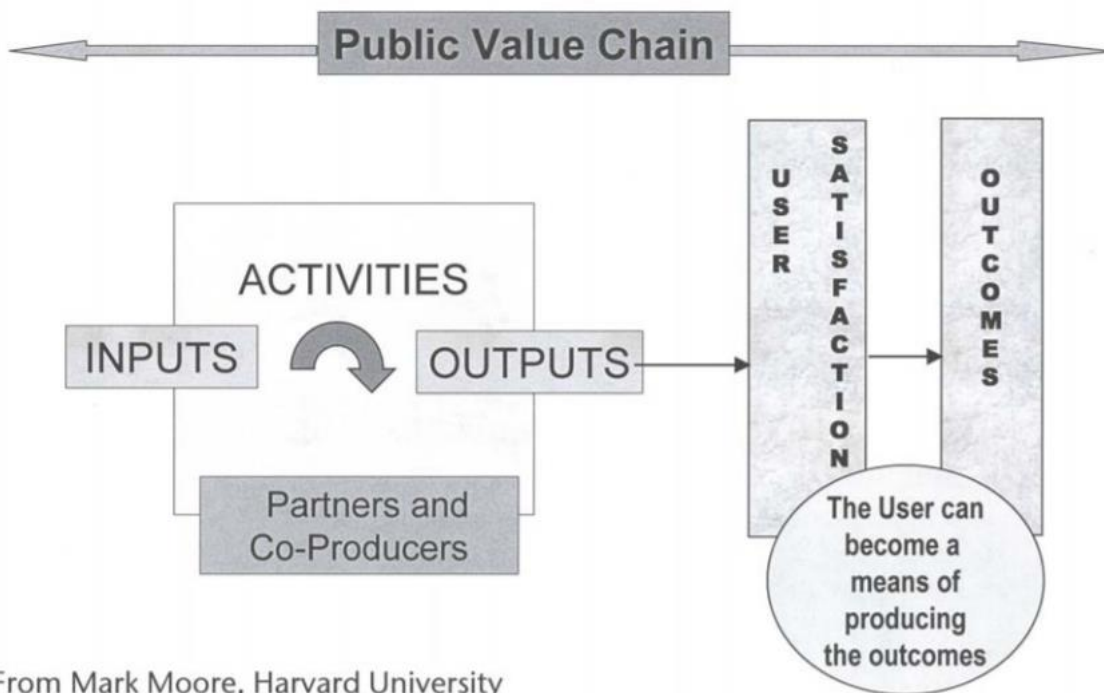 Public Value Chain
ACTIVITIES
INPUTS
OUTPUTS
Partners and
Co-Producers
USER
SATISFACTION
OUTCOMES
The User can
become a
means of
producing
the outcomes
From Mark Moore, Harvard University